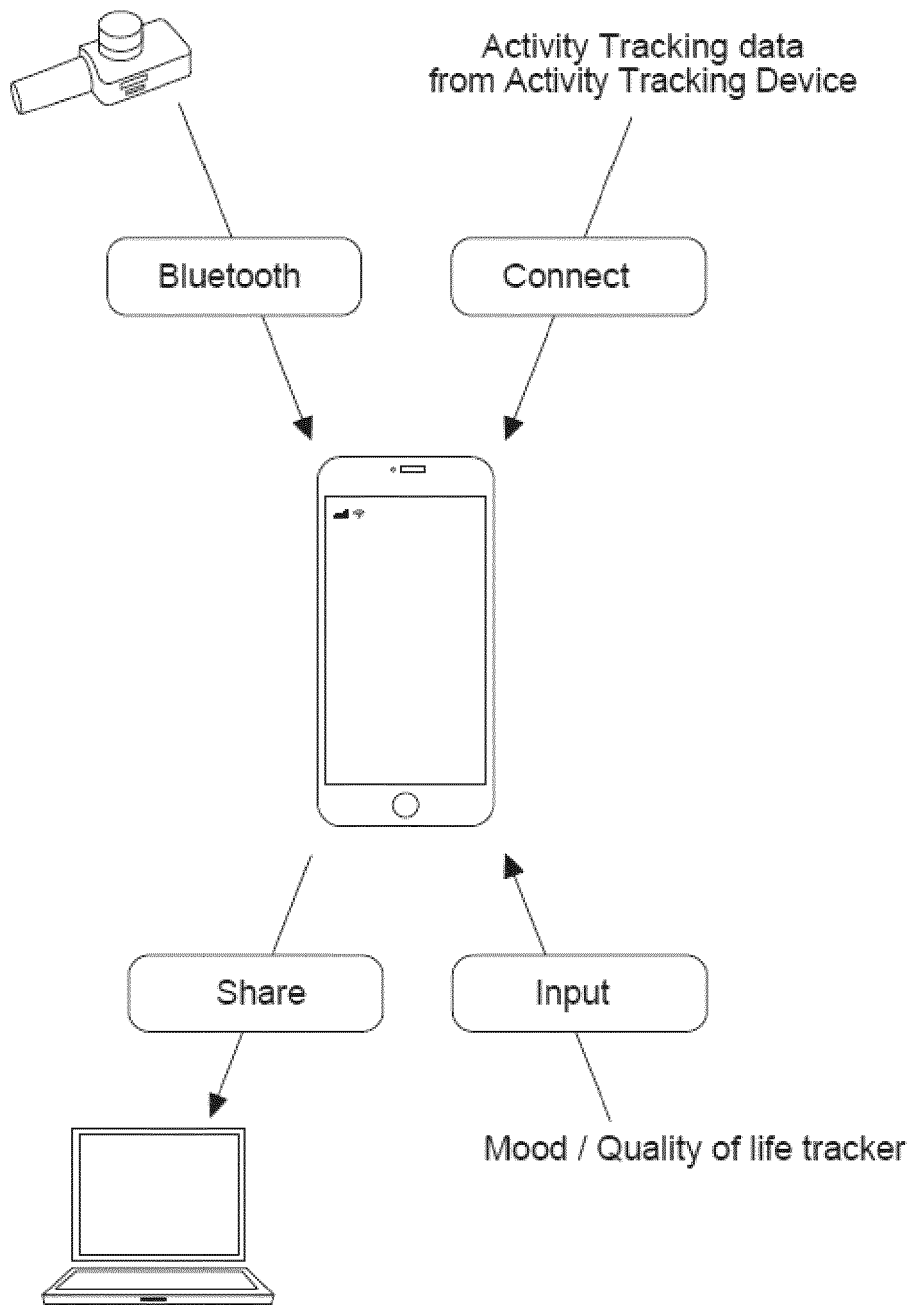 Activity Tracking data
from Activity Tracking Device
Bluetooth
Connect
Share
Input
Mood / Quality of life tracker